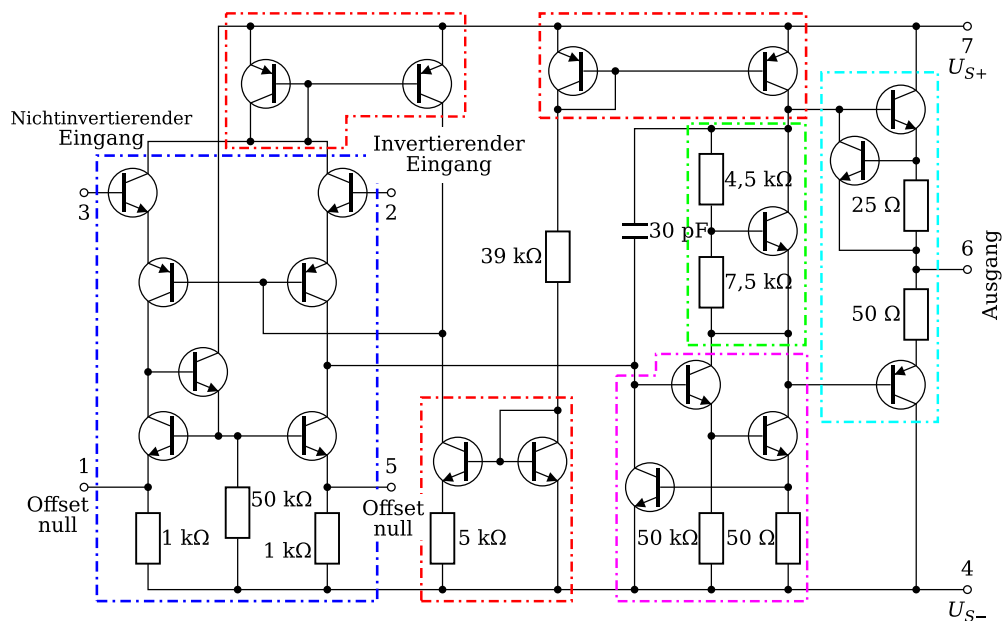 7
U_S+
Nichtinvertierender
Eingang
Invertierender
Eingang
3
2
4,5 kΩ
25 Ω
30 pF
39 kΩ
6
Ausgang
7,5 kΩ
50 Ω
1
5
Offset
null
50 kΩ
Offset
null
1 kΩ
1 kΩ
5 kΩ
50 kΩ
50 Ω
4
U_S−